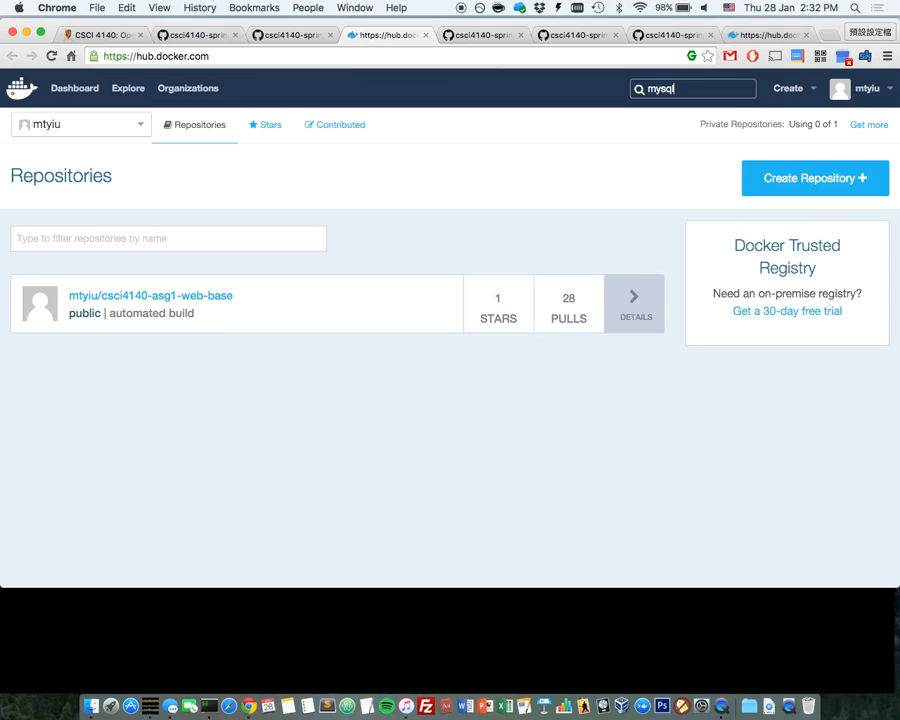 Chrome File Edit View History Bookmarks People Window Help 98% Thu 28 Jan 2:32 PM
CSCI 4140: Ope
csci4140-sprin
csci4140-sprin
https://hub.doc
csci4140-sprin
csci4140-sprin
csci4140-sprin
https://hub.do
預設設定檔
https://hub.docker.com
Dashboard Explore Organizations mysql Create mtyiu
mtyiu Repositories Stars Contributed Private Repositories: Using 0 of 1 Get more
Repositories
Create Repository +
Type to filter repositories by name
mtyiu/csci4140-asg1-web-base
public | automated build
1
STARS
28
PULLS
DETAILS
Docker Trusted
Registry
Need an on-premise registry?
Get a 30-day free trial
28